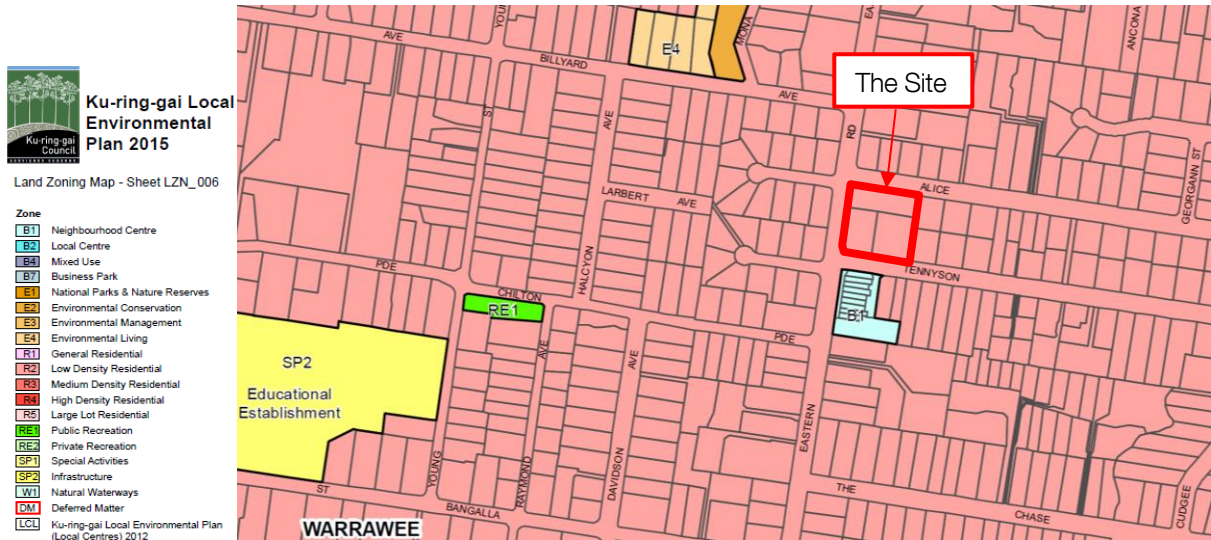 Ku-ring-gai
Council
Ku-ring-gai Local
Environmental
Plan 2015
Land Zoning Map - Sheet LZN_006
Zone
B1 Neighbourhood Centre
B2 Local Centre
B4 Mixed Use
B7 Business Park
E1 National Parks & Nature Reserves
E2 Environmental Conservation
E3 Environmental Management
E4 Environmental Living
R1 General Residential
R2 Low Density Residential
R3 Medium Density Residential
R4 High Density Residential
R5 Large Lot Residential
RE1 Public Recreation
RE2 Private Recreation
SP1 Special Activities
SP2 Infrastructure
W1 Natural Waterways
DM Deferred Matter
LCL Ku-ring-gai Local Environmental Plan
(Local Centres) 2012
AVE
BILLYARD
AVE
E4
MONA
The Site
ANCONA
ST
AVE
RD
LARBERT AVE
ALICE
GEORGANN ST
PDE
CHILTON
HALCYON
TENNYSON
RE1
B1
PDE
SP2
Educational
Establishment
AVE
AVE
YOUNG
RAYMOND
DAVIDSON
EASTERN
ST
BANGALLA
THE
CHASE
CUDGEE
WARRAWEE